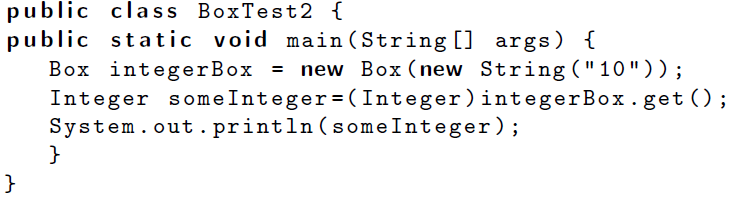 public class BoxTest2 {
public static void main(String[] args) {
Box integerBox = new Box(new String("10"));
Integer someInteger=(Integer)integerBox.get();
System.out.println(someInteger);
}
}